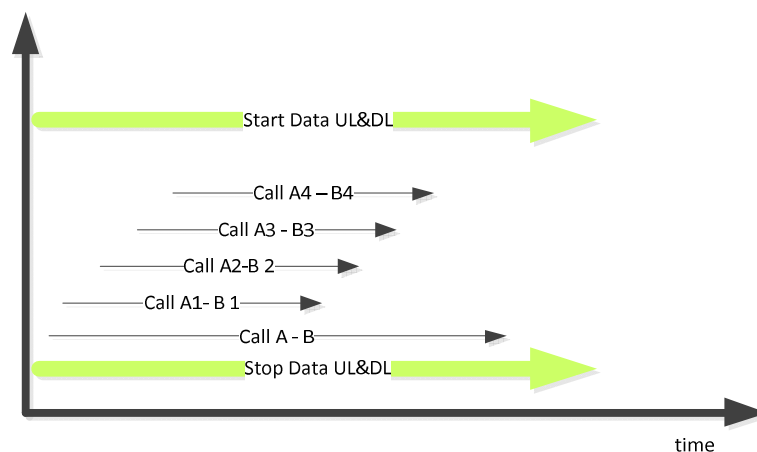 Start Data UL&DL
Call A4 – B4
Call A3 - B3
Call A2-B 2
Call A1- B 1
Call A - B
Stop Data UL&DL
time